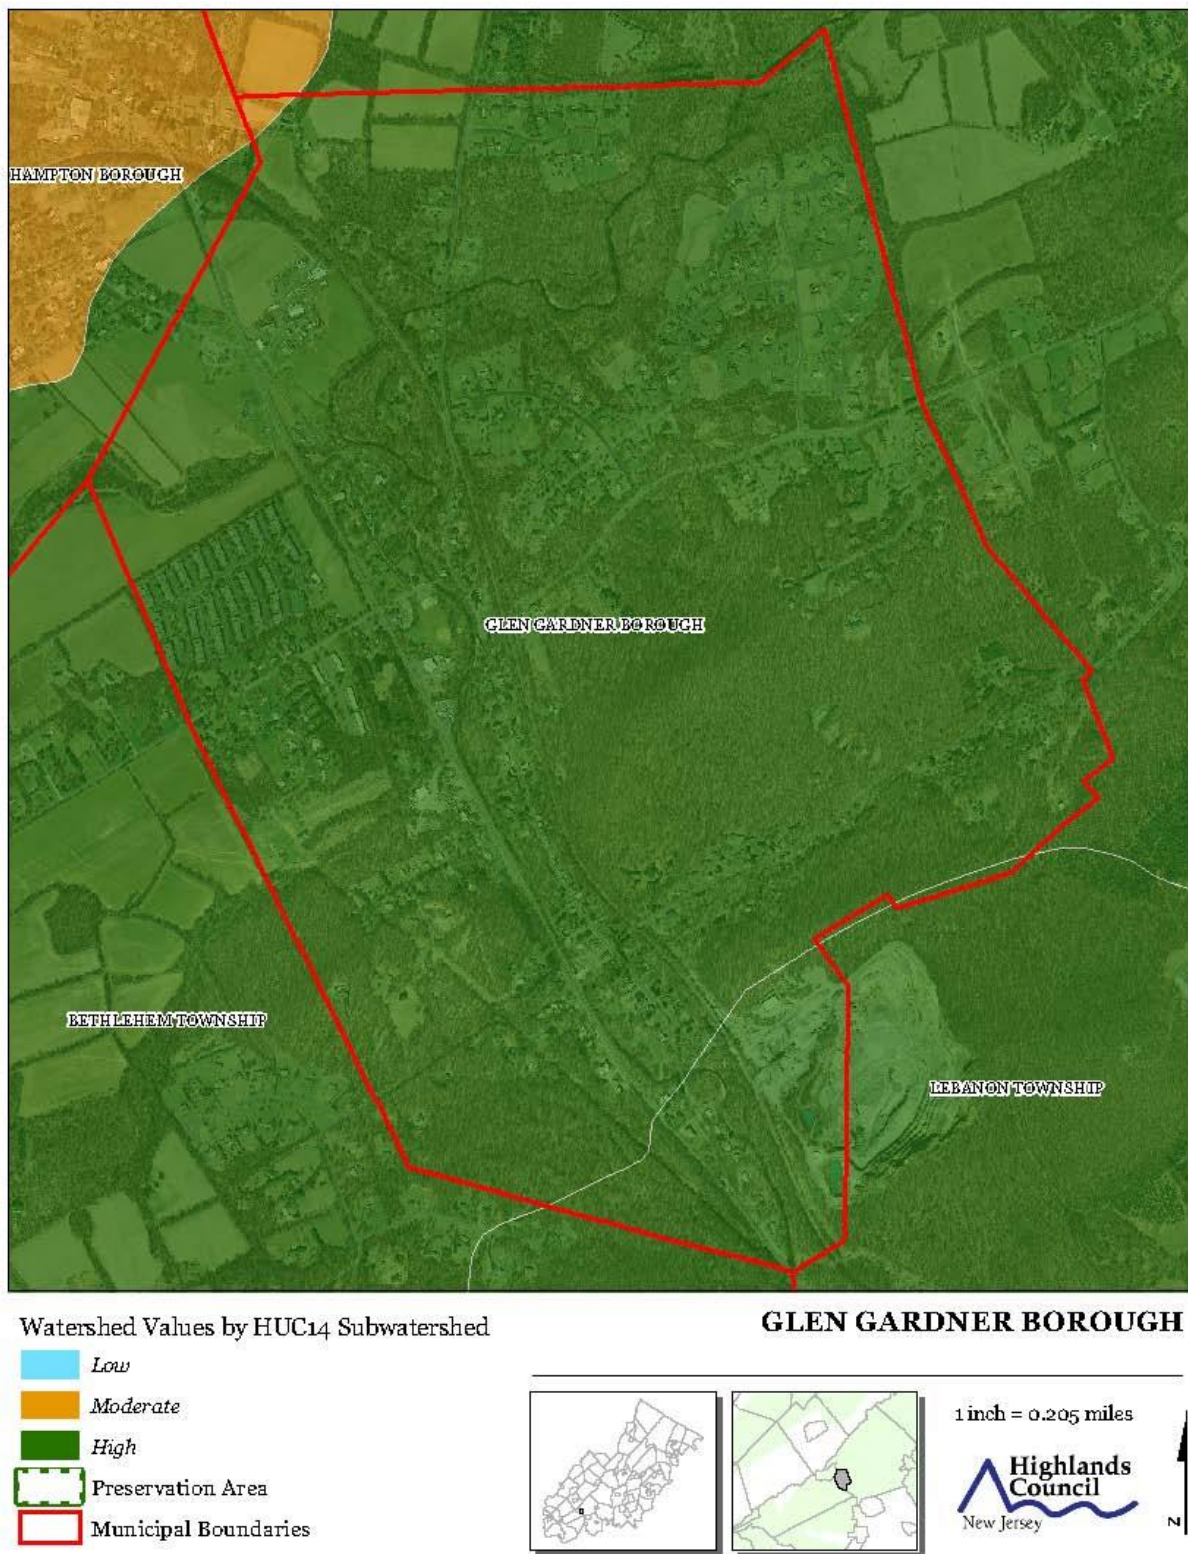 HAMPTON BOROUGH
GLEN GARDNER BOROUGH
BETHLEHEM TOWNSHIP
LEBANON TOWNSHIP
Watershed Values by HUC14 Subwatershed
Low
Moderate
High
Preservation Area
Municipal Boundaries
GLEN GARDNER BOROUGH
1 inch = 0.205 miles
Highlands
Council
New Jersey
N